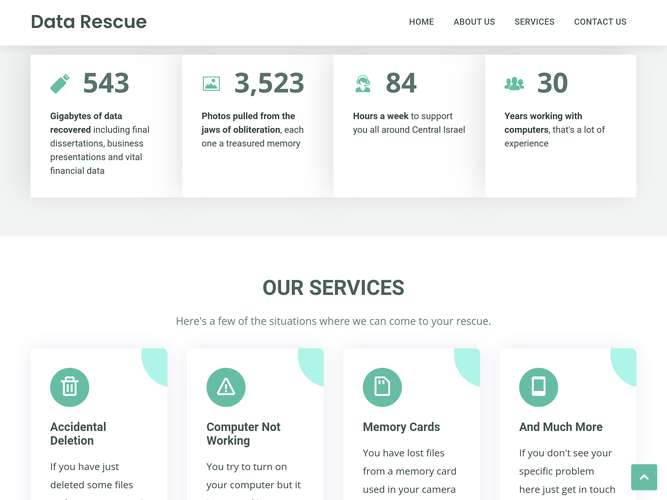 Data Rescue
HOME ABOUT US SERVICES CONTACT US
543
Gigabytes of data
recovered including final
dissertations, business
presentations and vital
financial data
3,523
Photos pulled from the
jaws of obliteration, each
one a treasured memory
84
Hours a week to support
you all around Central Israel
30
Years working with
computers, that's a lot of
experience
OUR SERVICES
Here's a few of the situations where we can come to your rescue.
Accidental
Deletion
If you have just
deleted some files
Computer Not
Working
You try to turn on
your computer but it
Memory Cards
You have lost files
from a memory card
used in your camera
And Much More
If you don't see your
specific problem
here just get in touch